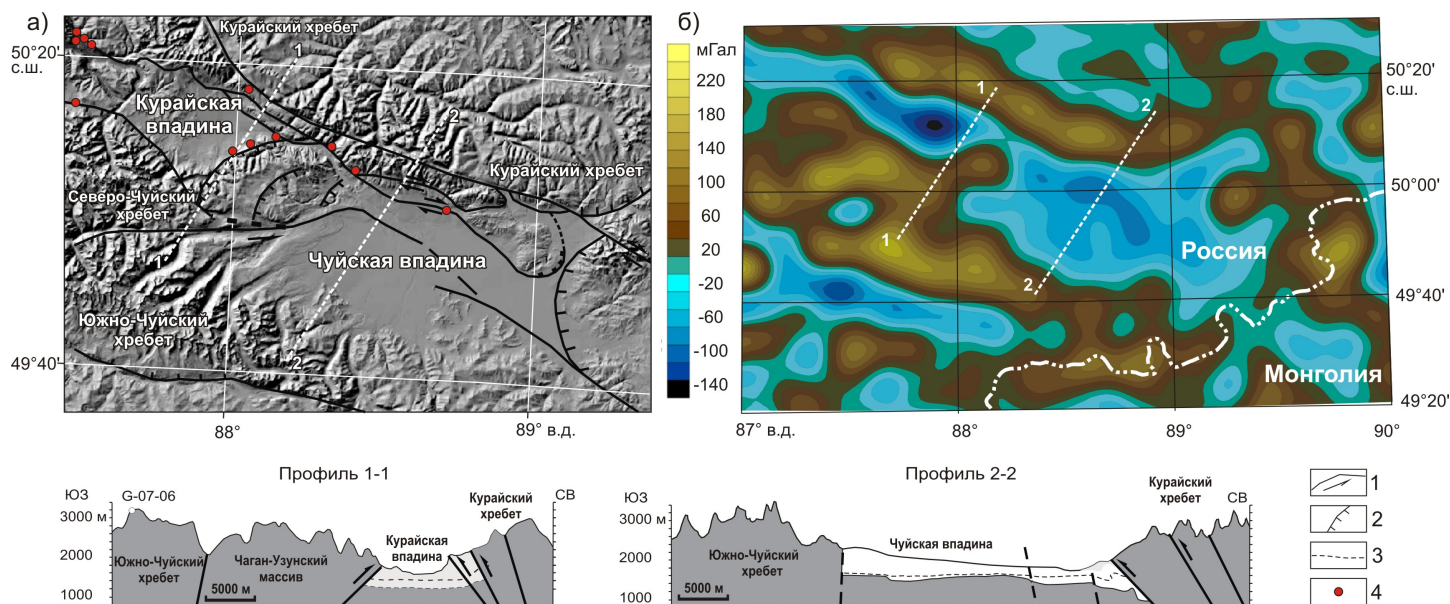 а)
Курайский хребет
1
50°20'
с.ш.
Курайская
впадина
2
Курайский хребет
Северо-Чуйский
хребет
1
Чуйская впадина
Южно-Чуйский
хребет
2
49°40'
88°
89° в.д.
б)
мГал
220
180
140
100
60
20
-20
-60
-100
-140
1
2
50°20'
с.ш.
50°00'
1
Россия
2
49°40'
Монголия
49°20'
87° в.д.
88°
89°
90°
Профиль 1-1
ЮЗ
G-07-06
Курайский
хребет
СВ
3000 м
2000
1000
Южно-Чуйский
хребет
Чаган-Узунский
массив
Курайская
впадина
5000 м
Профиль 2-2
ЮЗ
Курайский
хребет
СВ
3000 м
2000
1000
Чуйская впадина
Южно-Чуйский
хребет
5000 м
1
2
3
4